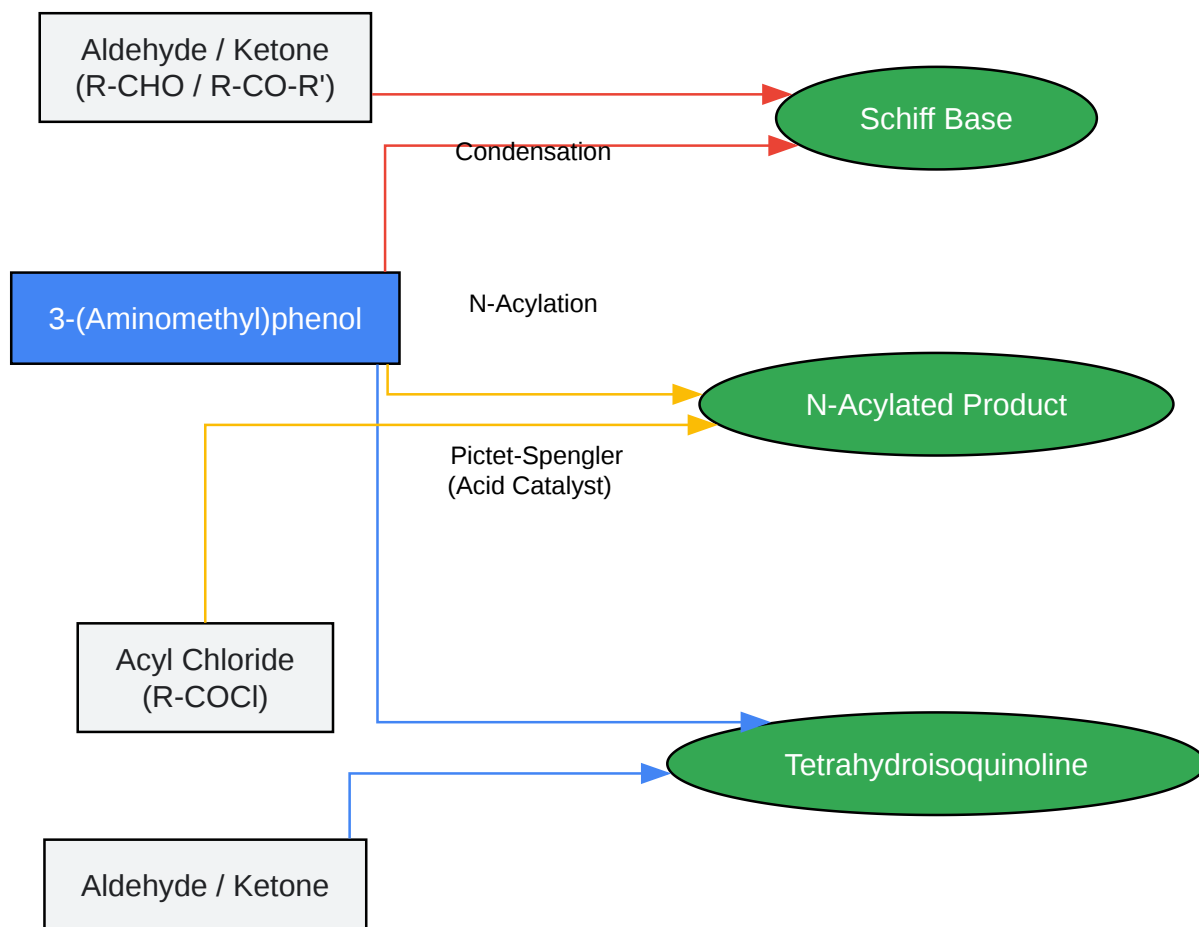 Aldehyde / Ketone
(R-CHO / R-CO-R')
Schiff Base
Condensation
3-(Aminomethyl)phenol
N-Acylation
N-Acylated Product
Pictet-Spengler
(Acid Catalyst)
Acyl Chloride
(R-COCl)
Tetrahydroisoquinoline
Aldehyde / Ketone